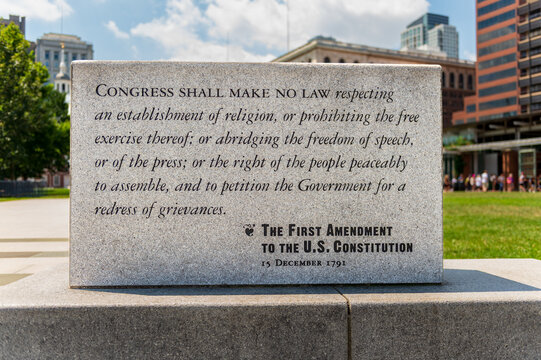 CONGRESS SHALL MAKE NO LAW respecting
an establishment of religion, or prohibiting the free
exercise thereof; or abridging the freedom of speech,
or of the press; or the right of the people peaceably
to assemble, and to petition the Government for a
redress of grievances.
❦ THE FIRST AMENDMENT
TO THE U.S. CONSTITUTION
15 DECEMBER 1791